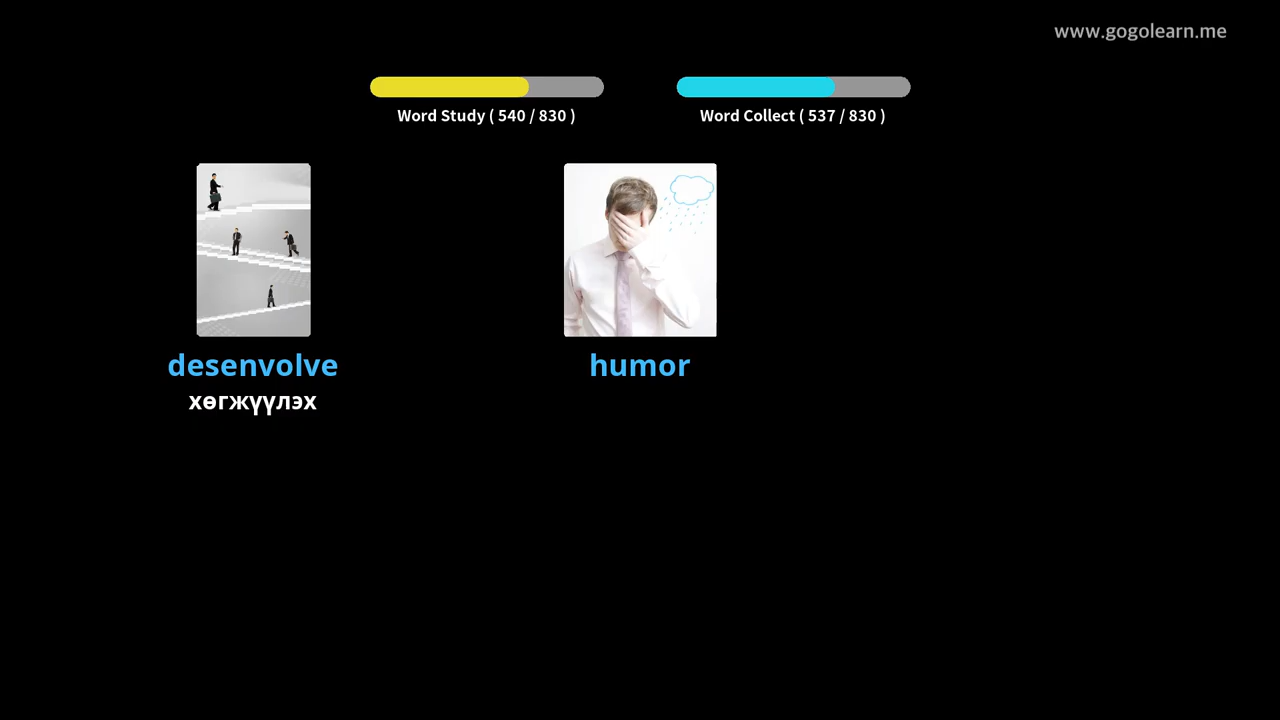 www.gogolearn.me
Word Study ( 540 / 830 )
Word Collect ( 537 / 830 )
desenvolve
хөгжүүлэх
humor